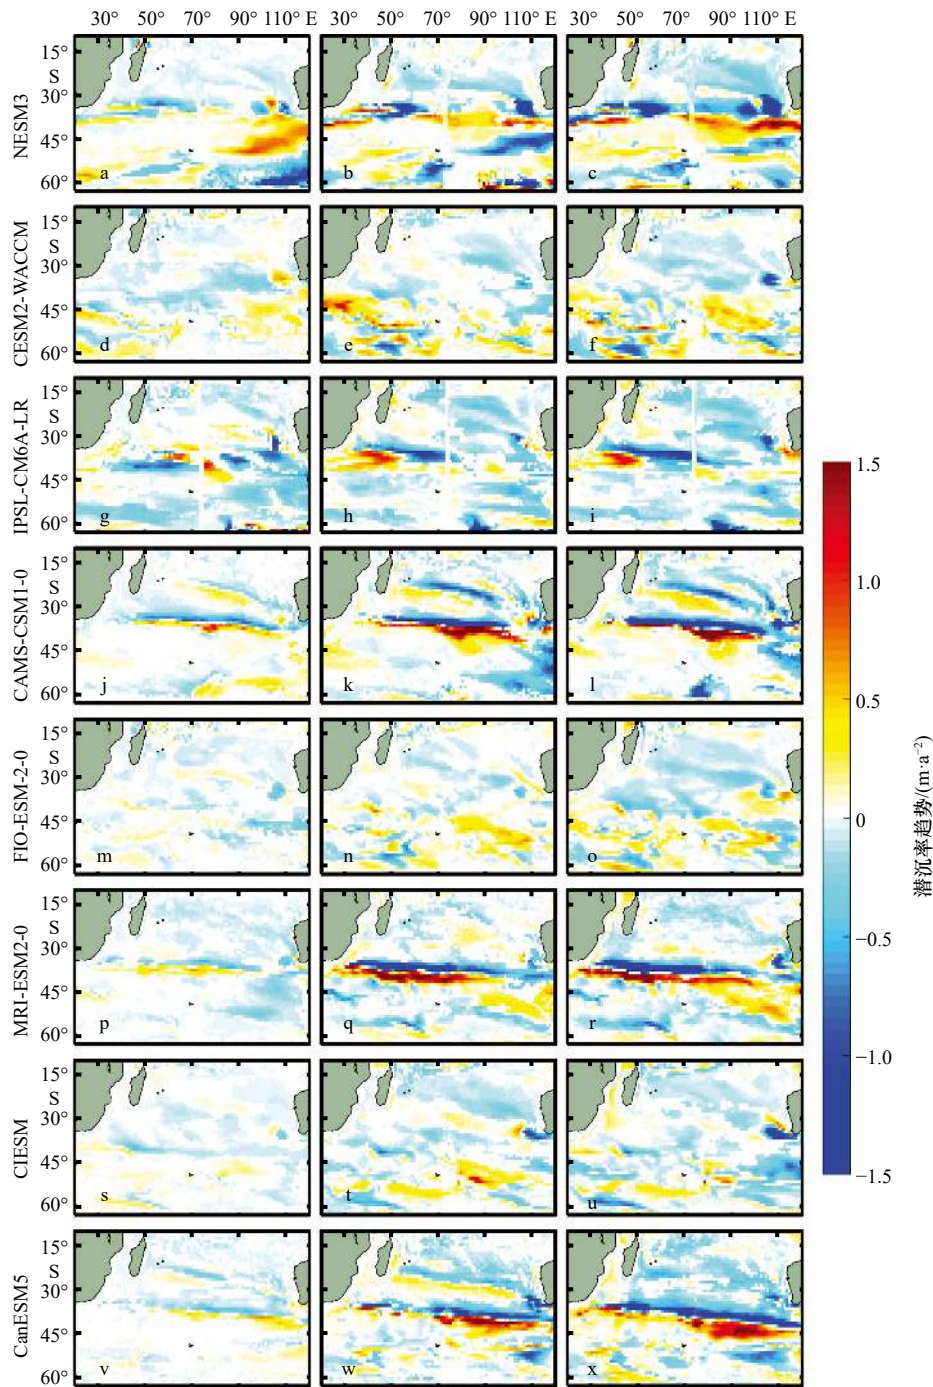 30° 50° 70° 90° 110° E 30° 50° 70° 90° 110° E 30° 50° 70° 90° 110° E
NESM3
15°
S
30°
45°
60°
a b c
CESM2-WACCM
15°
S
30°
45°
60°
d e f
IPSL-CM6A-LR
15°
S
30°
45°
60°
g h i
CAMS-CSM1-0
15°
S
30°
45°
60°
j k l
FIO-ESM-2-0
15°
S
30°
45°
60°
m n o
MRI-ESM2-0
15°
S
30°
45°
60°
p q r
CIESM
15°
S
30°
45°
60°
s t u
CanESM5
15°
S
30°
45°
60°
v w x
1.5
1.0
0.5
0
−0.5
−1.0
−1.5
潜沉率趋势/(m·a⁻²)